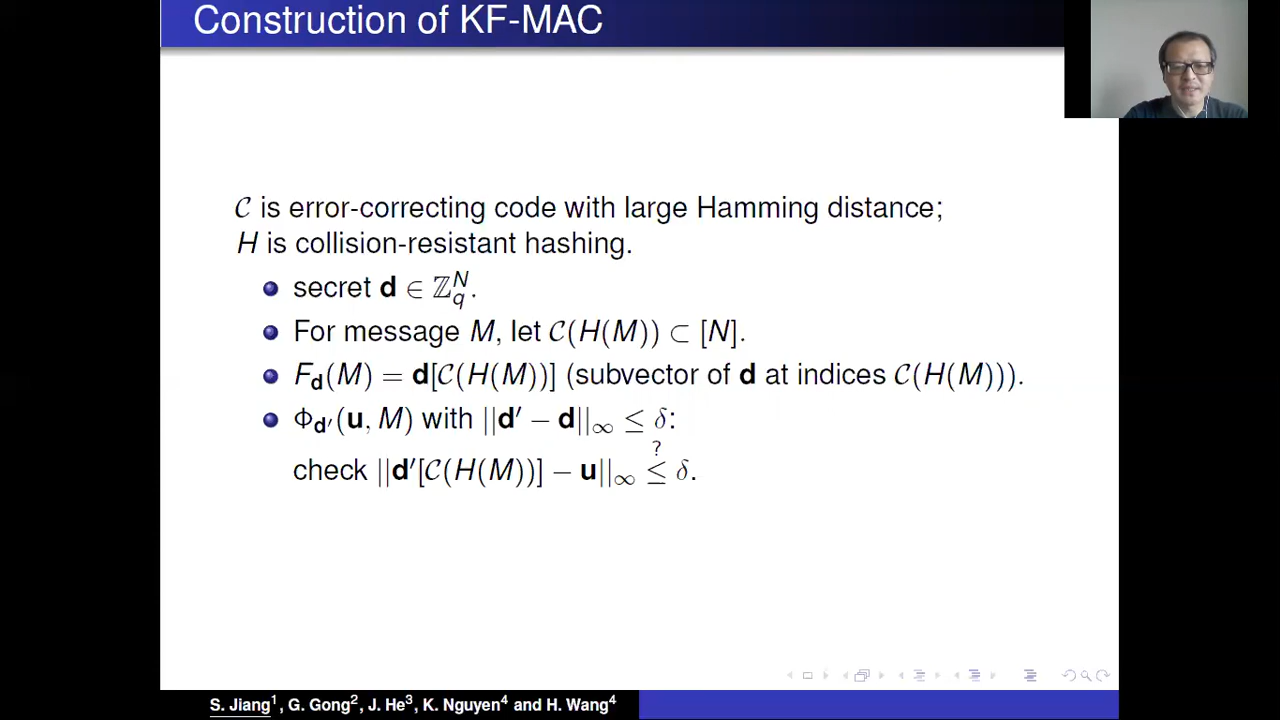 Construction of KF-MAC
𝒞 is error-correcting code with large Hamming distance;
H is collision-resistant hashing.
secret d ∈ ℤ_q^N.
For message M, let 𝒞(H(M)) ⊂ [N].
F_d(M) = d[𝒞(H(M))] (subvector of d at indices 𝒞(H(M))).
Φ_d′(u, M) with ||d′ − d||_∞ ≤ δ:
check ||d′[𝒞(H(M))] − u||_∞ ≤^? δ.
S. Jiang¹, G. Gong², J. He³, K. Nguyen⁴ and H. Wang⁴